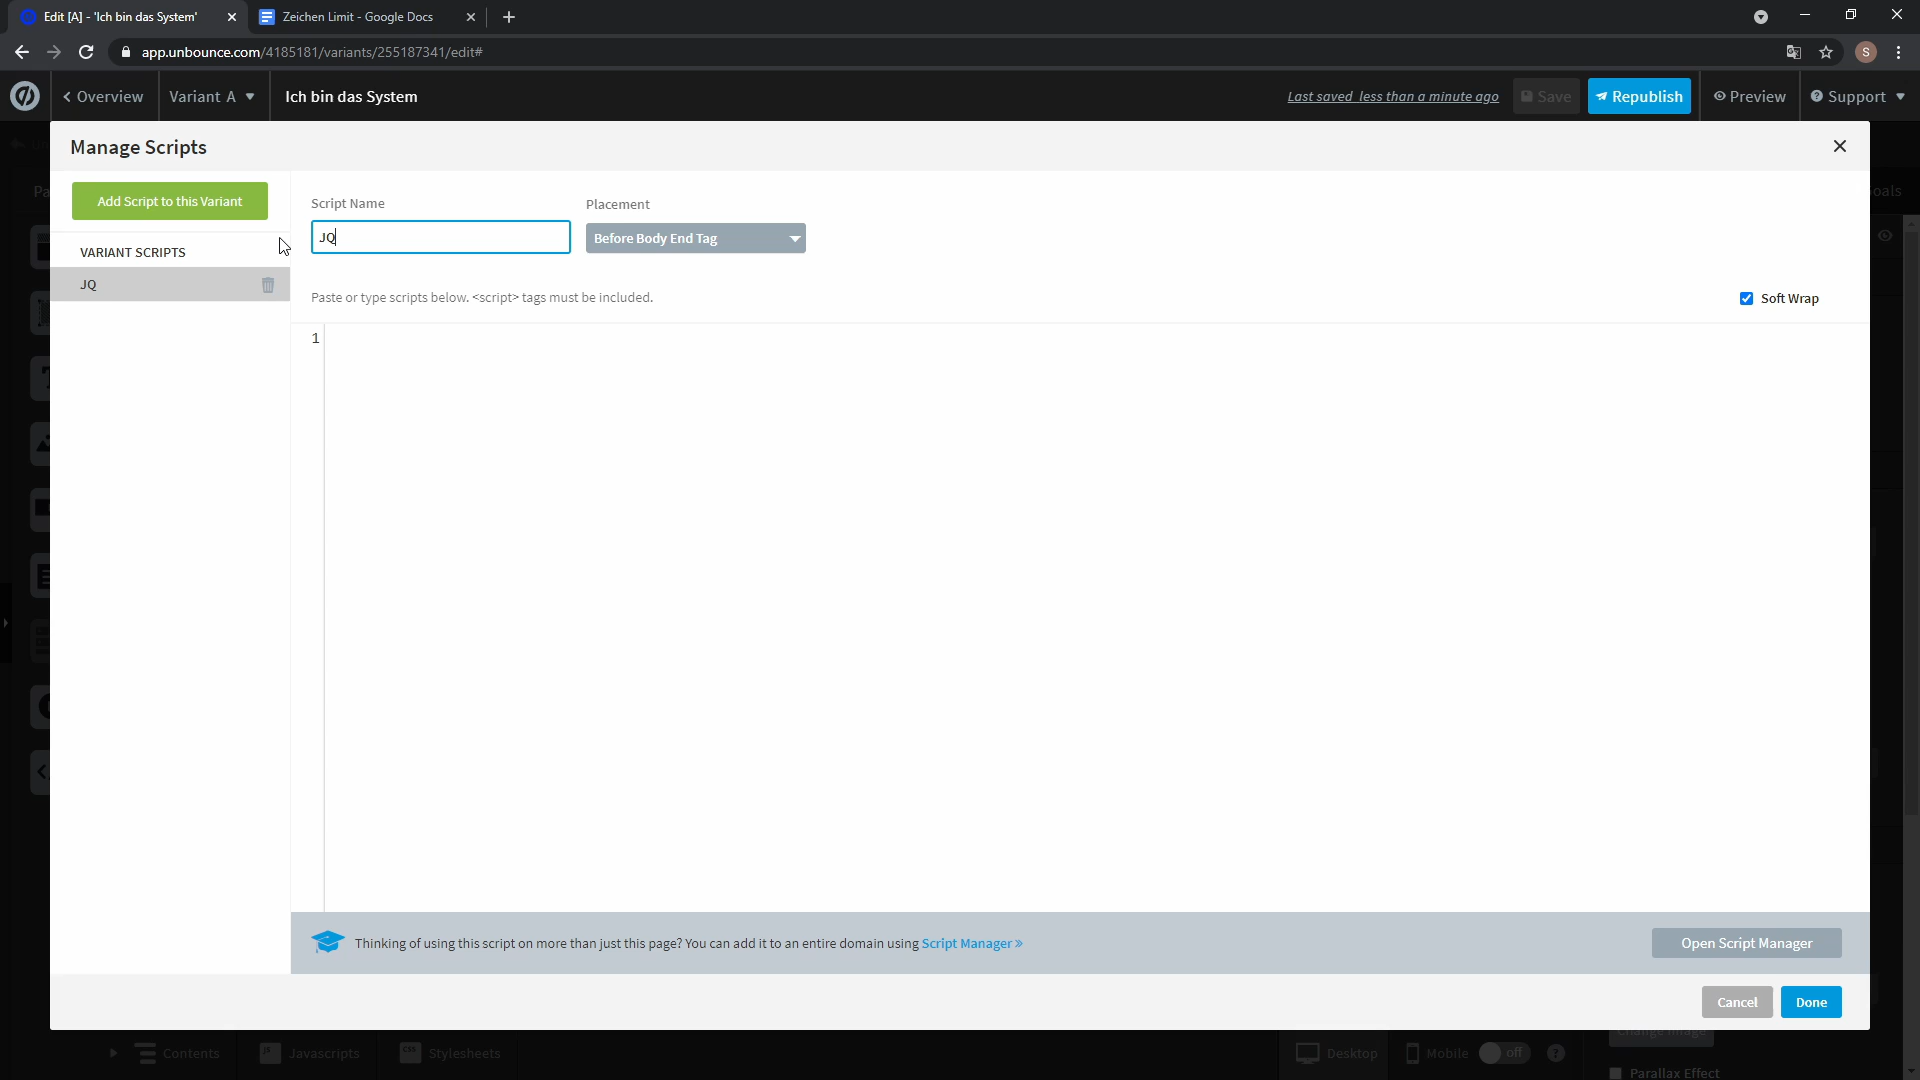 Edit [A] - 'Ich bin das System'
Zeichen Limit - Google Docs
app.unbounce.com/4185181/variants/255187341/edit#
S
Overview
Variant A
Ich bin das System
Last saved less than a minute ago
Save
Republish
Preview
Support
Manage Scripts
Add Script to this Variant
Script Name
Placement
JQ
Before Body End Tag
VARIANT SCRIPTS
JQ
Paste or type scripts below. <script> tags must be included.
Soft Wrap
1
Thinking of using this script on more than just this page? You can add it to an entire domain using Script Manager »
Open Script Manager
Cancel
Done
Contents
Javascripts
Stylesheets
Desktop
Mobile
off
Change Image
Parallax Effect